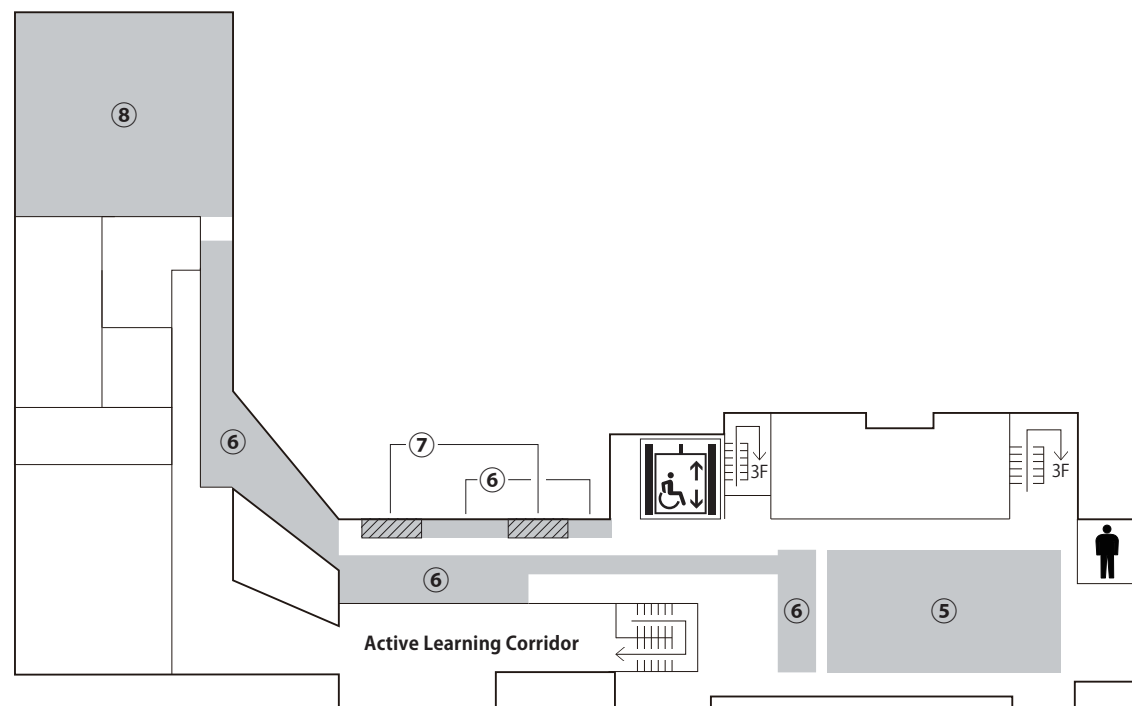 ⑧
⑥
⑦
⑥
3F
3F
⑥
⑥
⑤
Active Learning Corridor